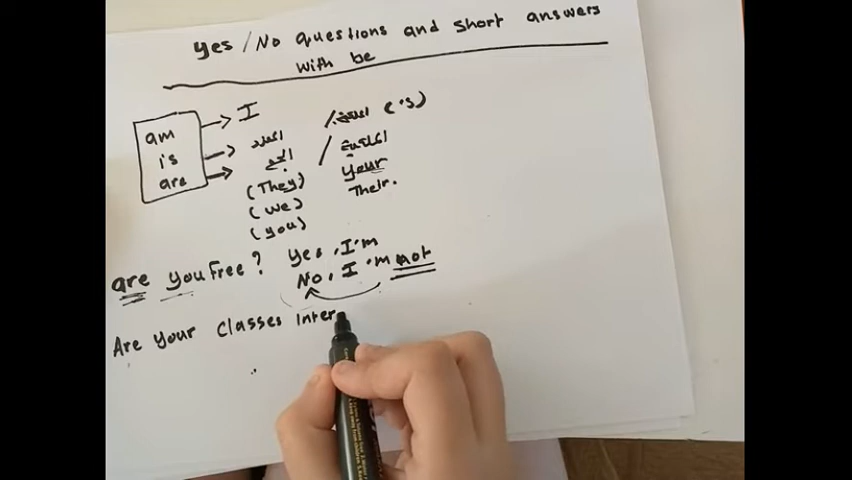 Yes / No questions and short answers
with be
am → I
is →
are →
('s)
(They)
(we)
(you)
your
Their.
are you free? yes, I'm
No, I'm not
Are your classes inter